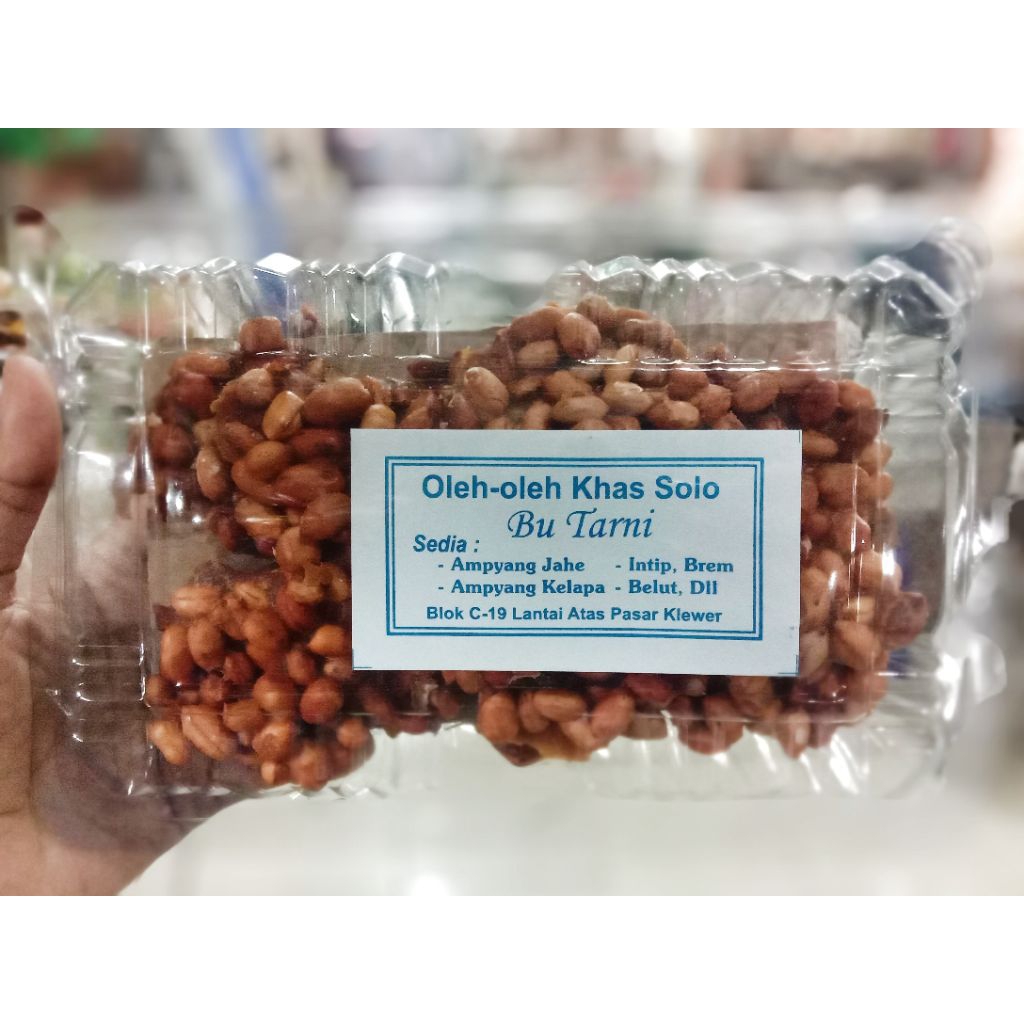 Oleh-oleh Khas Solo
Bu Tarni
Sedia :
- Ampyang Jahe - Intip, Brem
- Ampyang Kelapa - Belut, Dll
Blok C-19 Lantai Atas Pasar Klewer